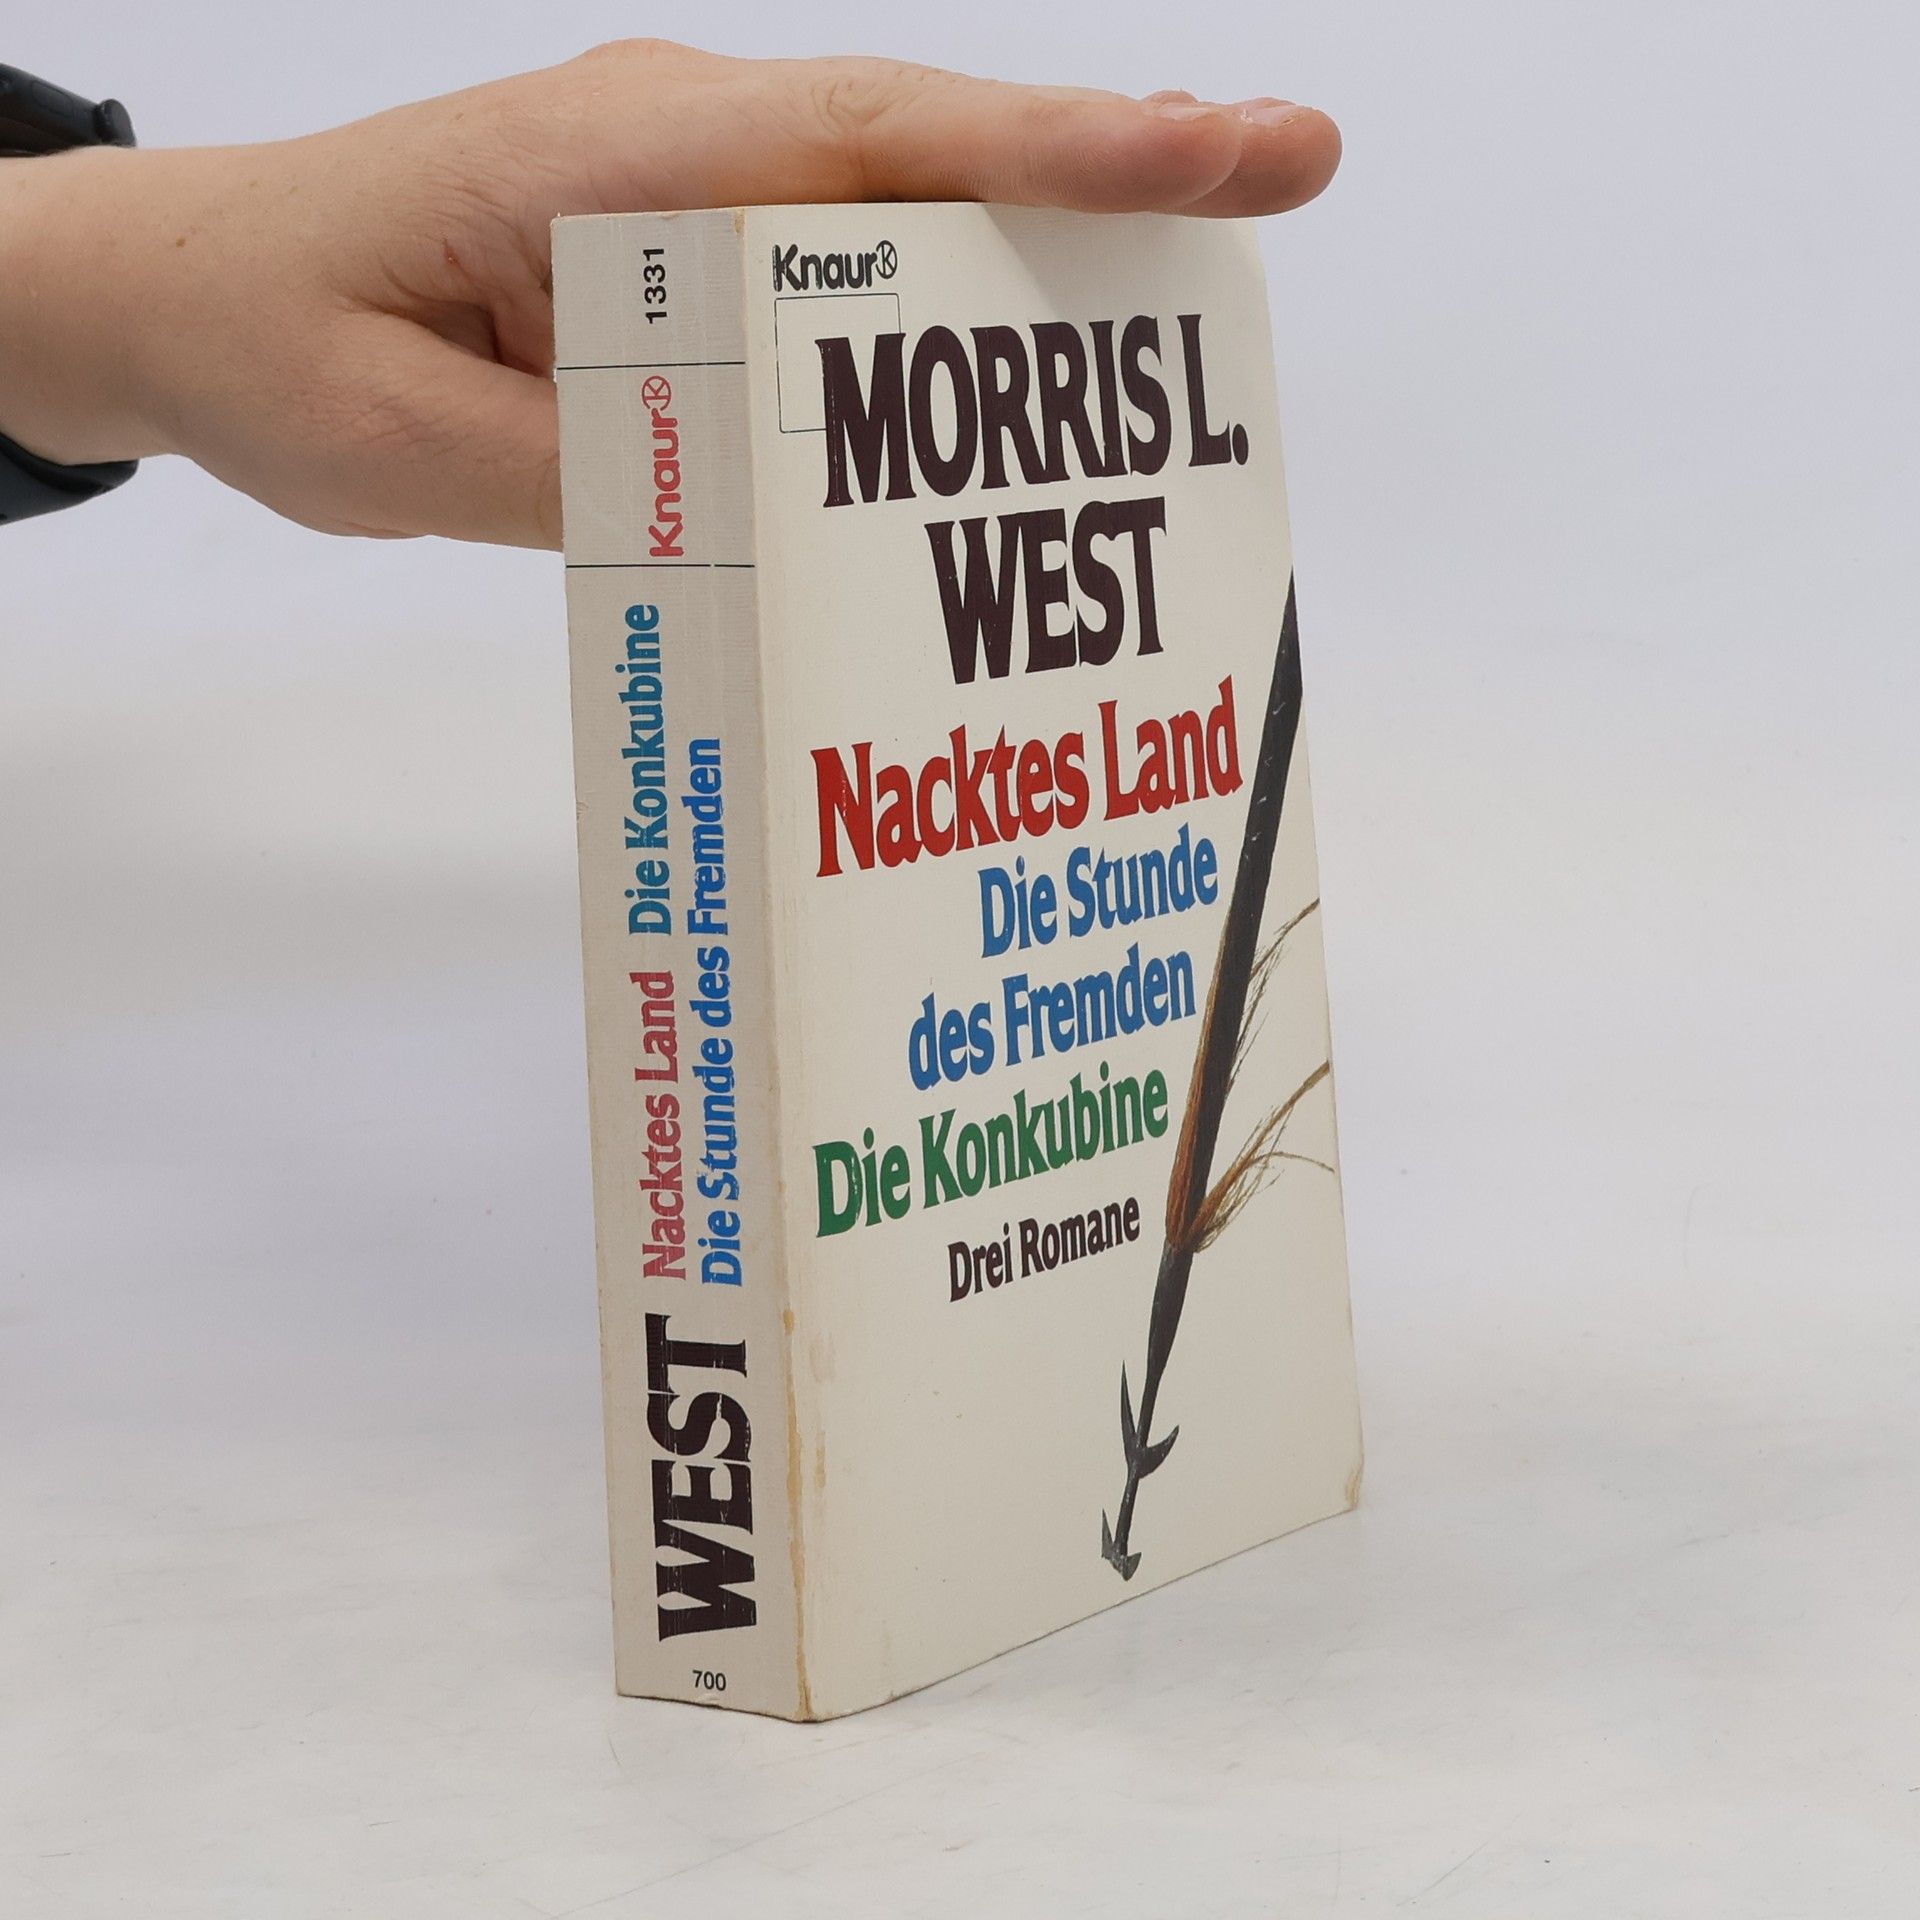 1331
Knaur
Nacktes Land Die Konkubine
Die Stunde des Fremden
WEST
700
Knaur
MORRIS L.
WEST
Nacktes Land
Die Stunde
des Fremden
Die Konkubine
Drei Romane